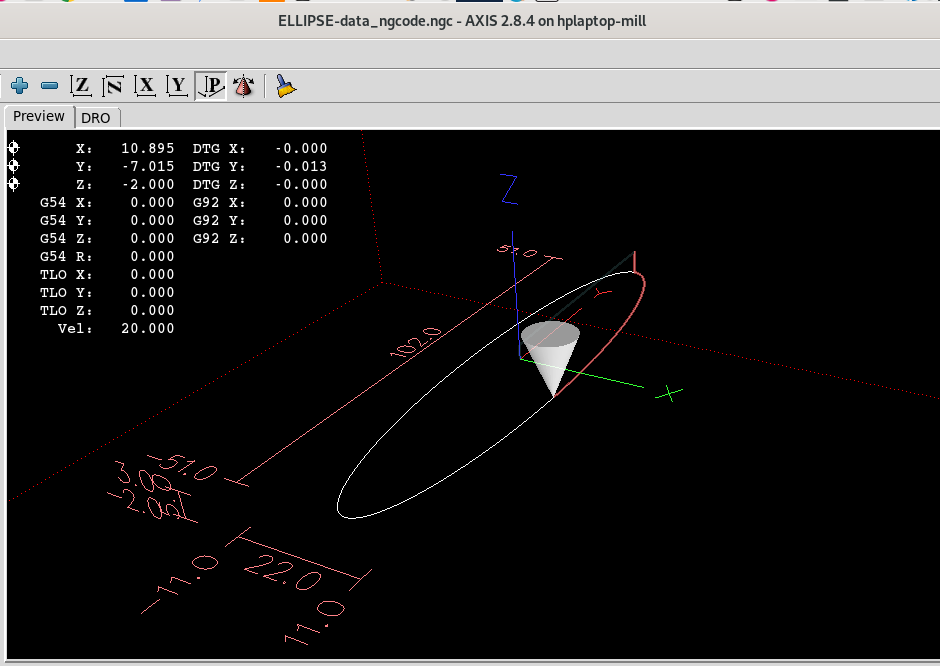 ELLIPSE-data_ngcode.ngc - AXIS 2.8.4 on hplaptop-mill
Z N X Y P
Preview DRO
X: 10.895 DTG X: -0.000
Y: -7.015 DTG Y: -0.013
Z: -2.000 DTG Z: -0.000
G54 X: 0.000 G92 X: 0.000
G54 Y: 0.000 G92 Y: 0.000
G54 Z: 0.000 G92 Z: 0.000
G54 R: 0.000
TLO X: 0.000
TLO Y: 0.000
TLO Z: 0.000
Vel: 20.000
Z
51.0
Y
102.0
X
-51.0
3.00
-2.00
22.0
-11.0
11.0